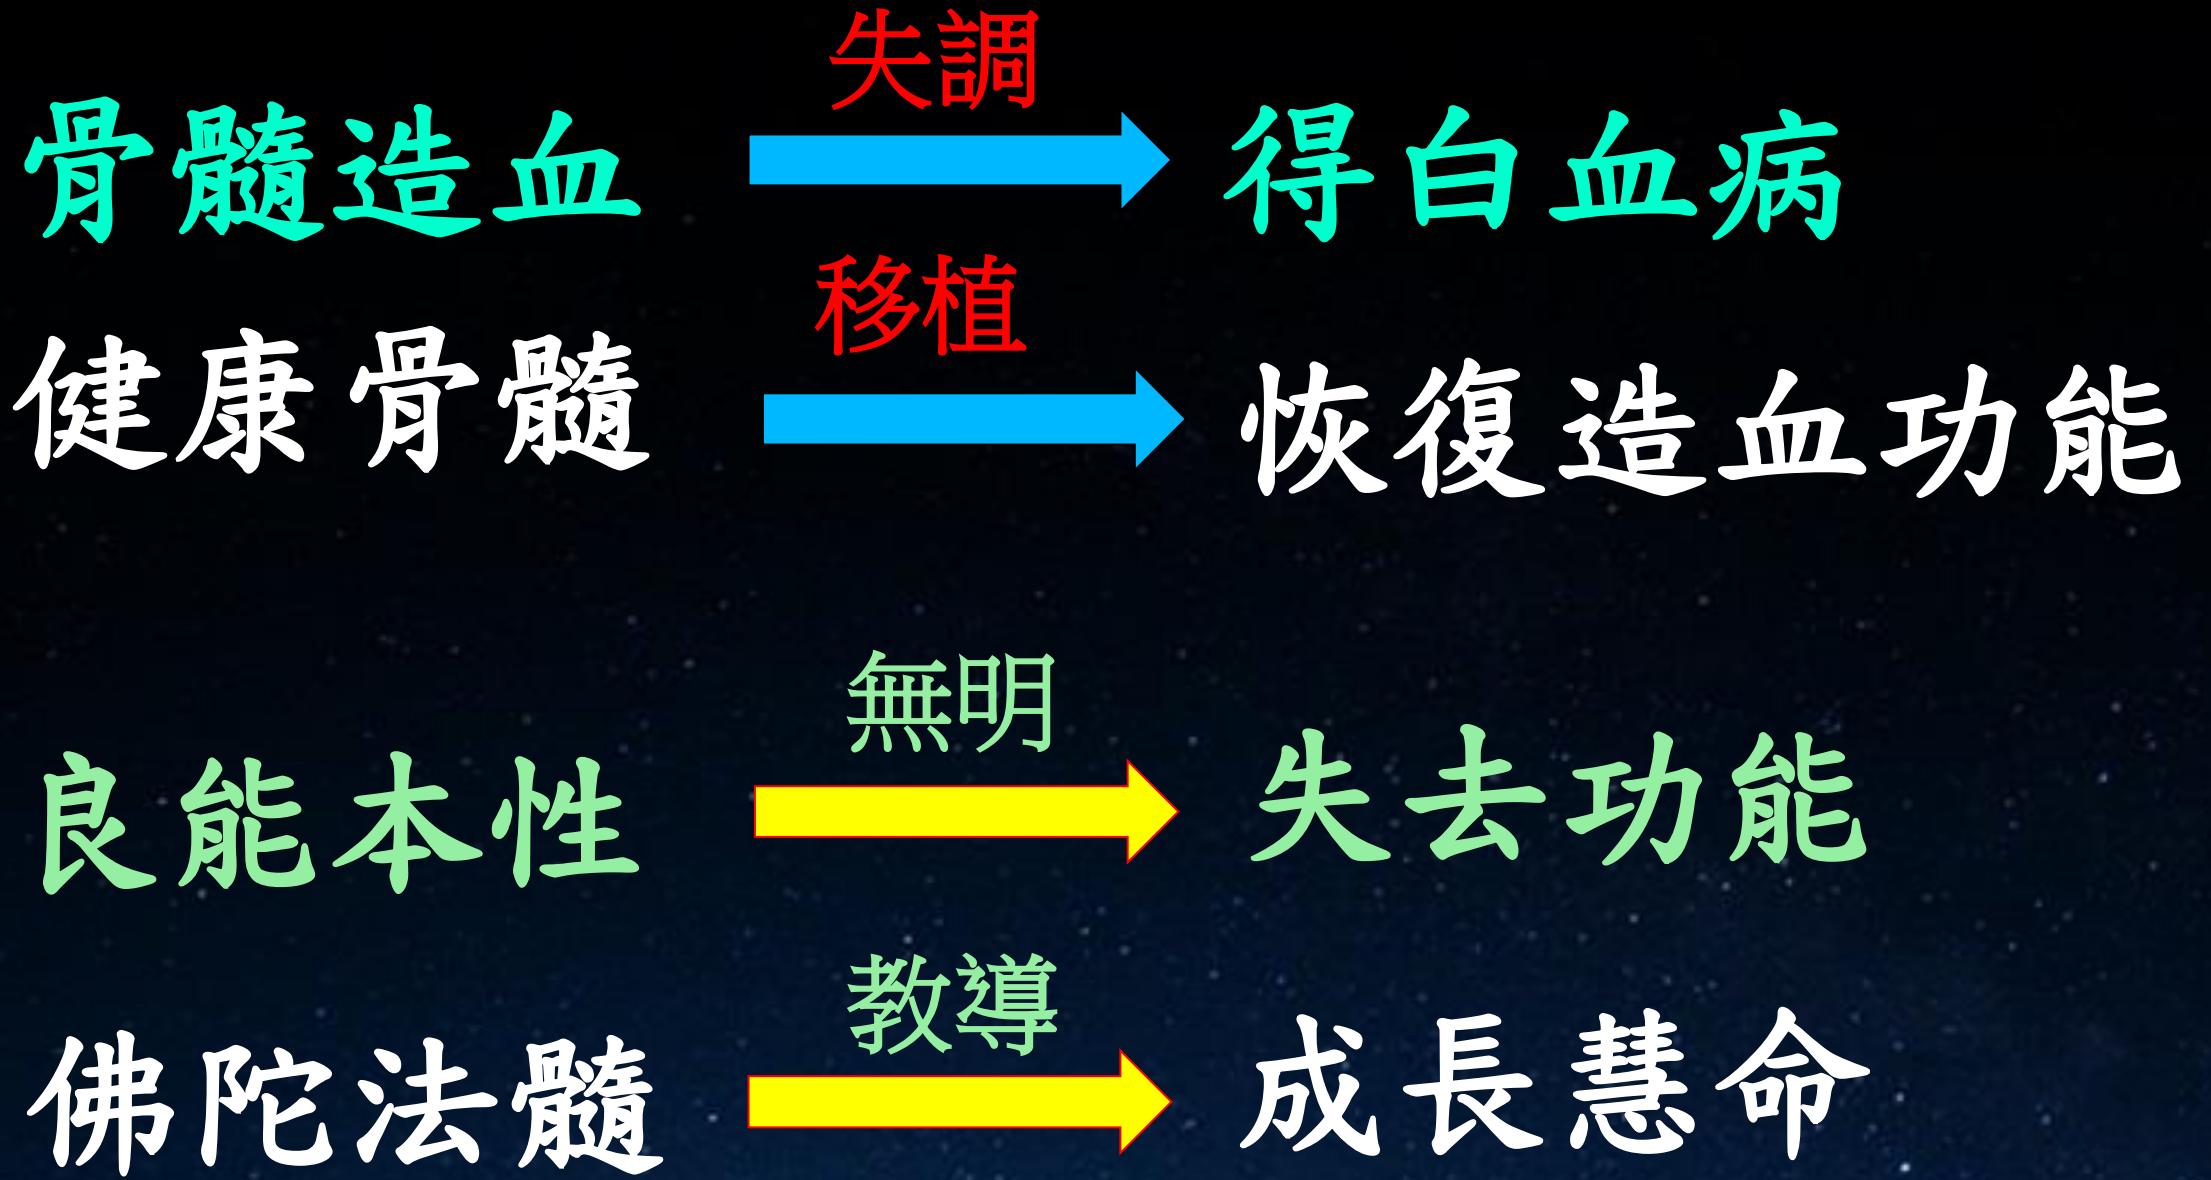 失調
骨髓造血 得白血病
移植
健康骨髓 恢復造血功能
無明
良能本性 失去功能
教導
佛陀法髓 成長慧命